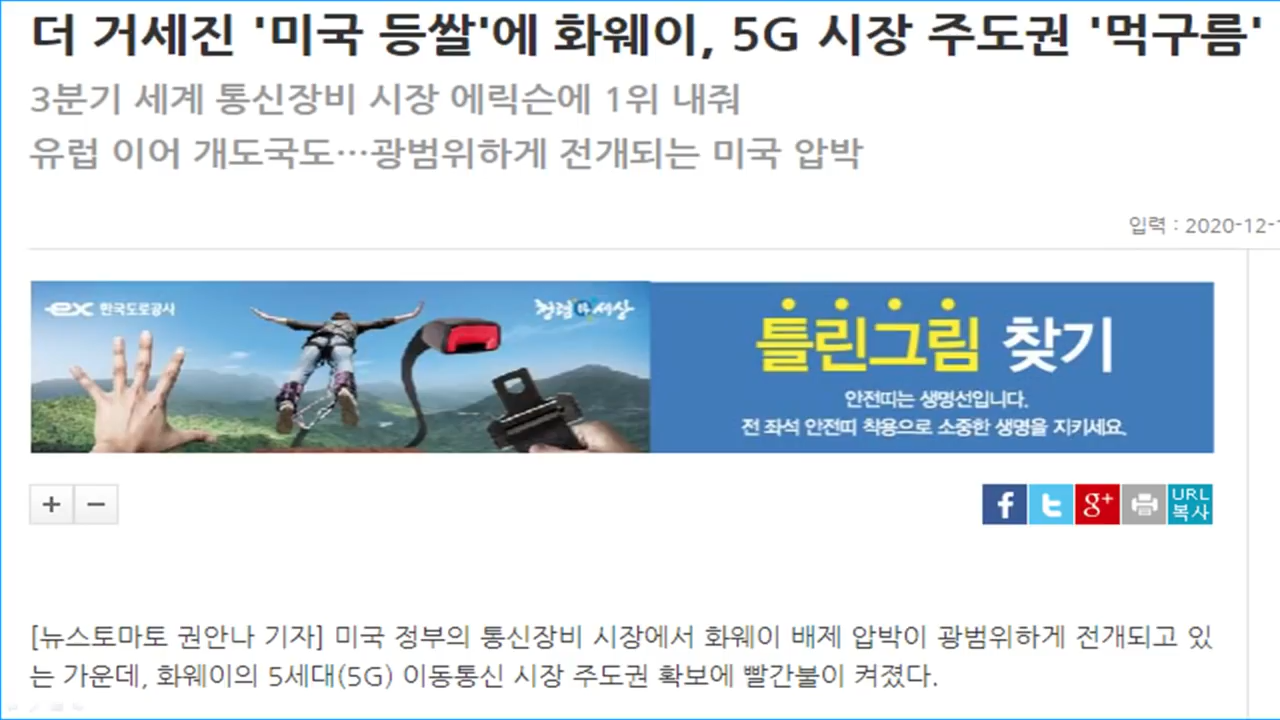 더 거세진 '미국 등쌀'에 화웨이, 5G 시장 주도권 '먹구름'
3분기 세계 통신장비 시장 에릭슨에 1위 내줘
유럽 이어 개도국도…광범위하게 전개되는 미국 압박
입력 : 2020-12-1
ex 한국도로공사
청렴 세상
틀린그림 찾기
안전띠는 생명선입니다.
전 좌석 안전띠 착용으로 소중한 생명을 지키세요.
+ −
f t g+ URL
복사
[뉴스토마토 권안나 기자] 미국 정부의 통신장비 시장에서 화웨이 배제 압박이 광범위하게 전개되고 있
는 가운데, 화웨이의 5세대(5G) 이동통신 시장 주도권 확보에 빨간불이 켜졌다.